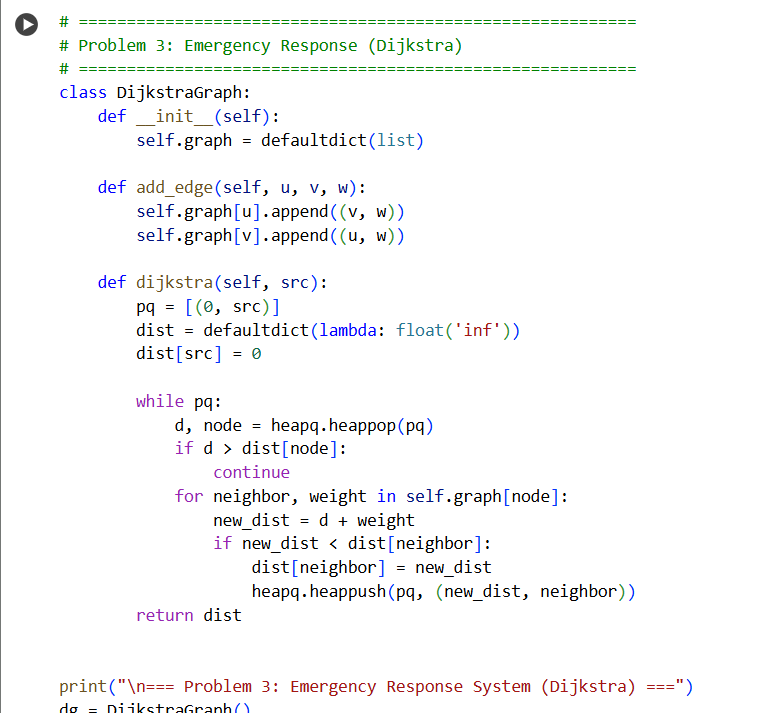 # ==========================================================
# Problem 3: Emergency Response (Dijkstra)
# ==========================================================
class DijkstraGraph:
    def __init__(self):
        self.graph = defaultdict(list)

    def add_edge(self, u, v, w):
        self.graph[u].append((v, w))
        self.graph[v].append((u, w))

    def dijkstra(self, src):
        pq = [(0, src)]
        dist = defaultdict(lambda: float('inf'))
        dist[src] = 0

        while pq:
            d, node = heapq.heappop(pq)
            if d > dist[node]:
                continue
            for neighbor, weight in self.graph[node]:
                new_dist = d + weight
                if new_dist < dist[neighbor]:
                    dist[neighbor] = new_dist
                    heapq.heappush(pq, (new_dist, neighbor))
        return dist


print("\n=== Problem 3: Emergency Response System (Dijkstra) ===")
dg = DijkstraGraph()